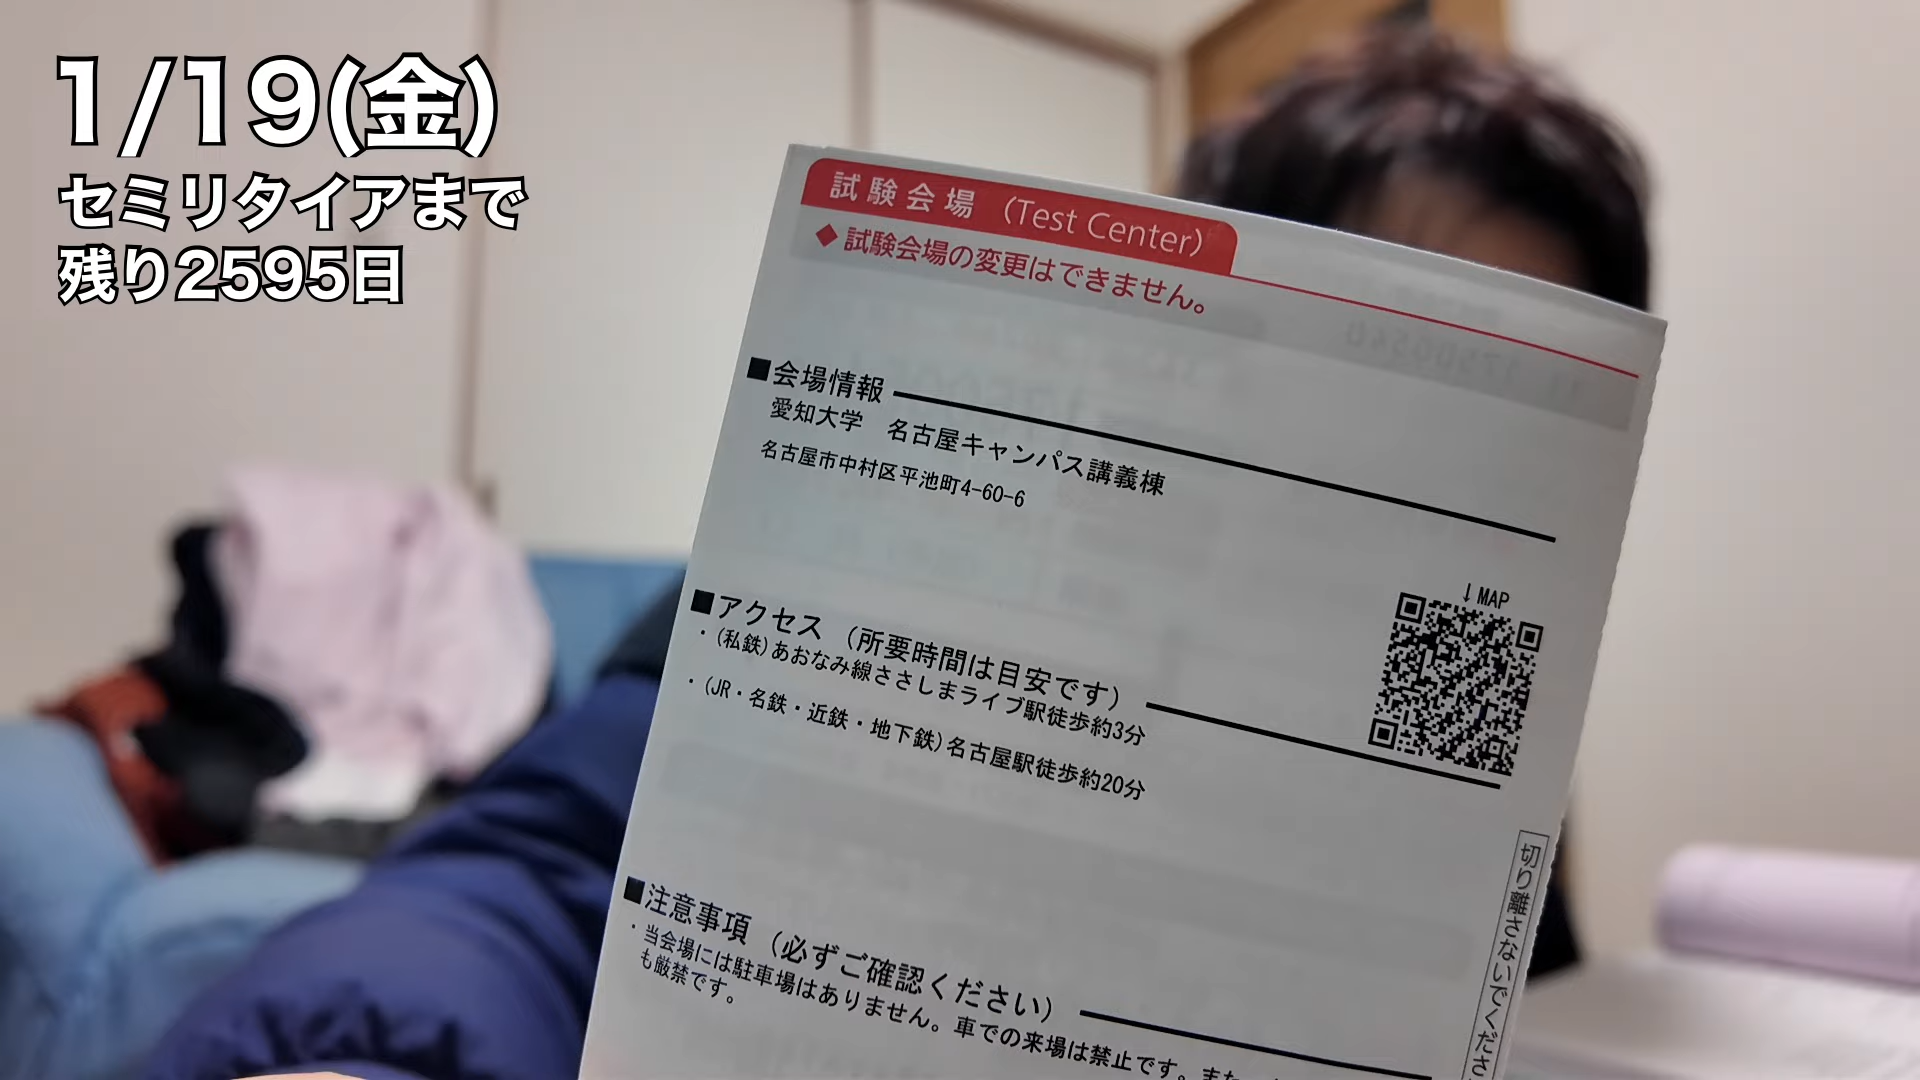 1/19(金)
セミリタイアまで
残り2595日
試験会場 (Test Center)
◆試験会場の変更はできません。
■会場情報
愛知大学 名古屋キャンパス講義棟
名古屋市中村区平池町4-60-6
↓MAP
■アクセス (所要時間は目安です)
・(私鉄)あおなみ線ささしまライブ駅徒歩約3分
・(JR・名鉄・近鉄・地下鉄)名古屋駅徒歩約20分
■注意事項 (必ずご確認ください)
・当会場には駐車場はありません。車での来場は禁止です。また
も厳禁です。
切り離さないでくださ